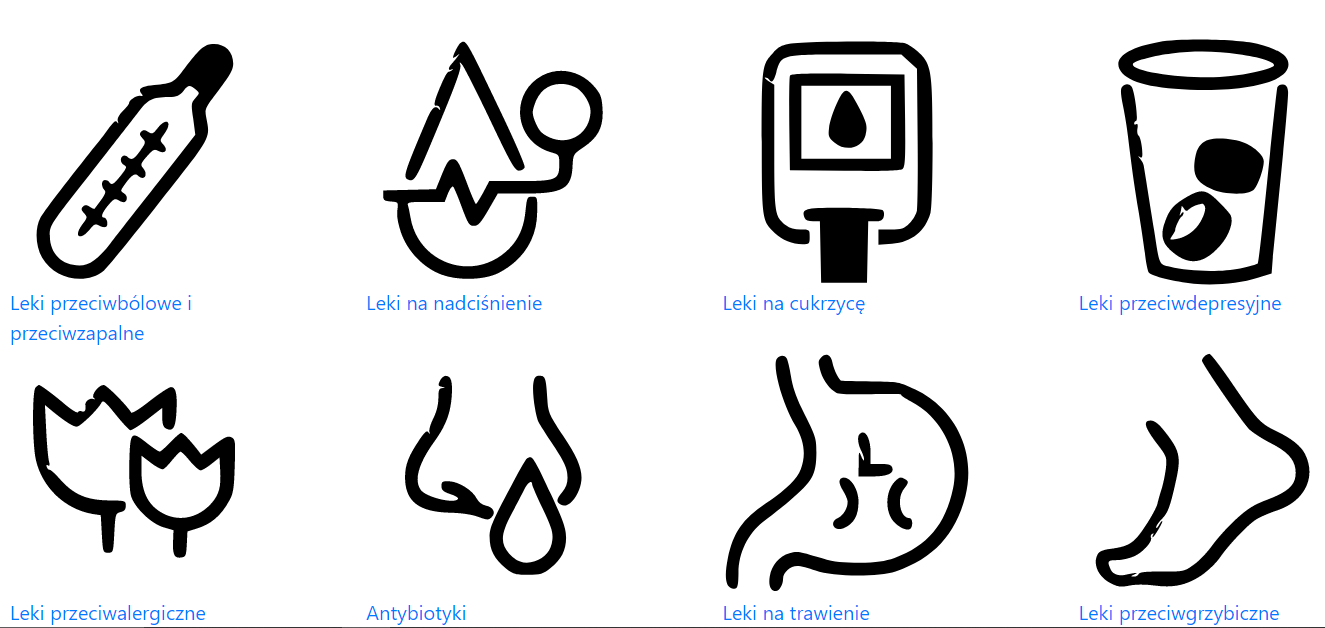 Leki przeciwbólowe i
przeciwzapalne
Leki na nadciśnienie
Leki na cukrzycę
Leki przeciwdepresyjne
Leki przeciwalergiczne
Antybiotyki
Leki na trawienie
Leki przeciwgrzybiczne